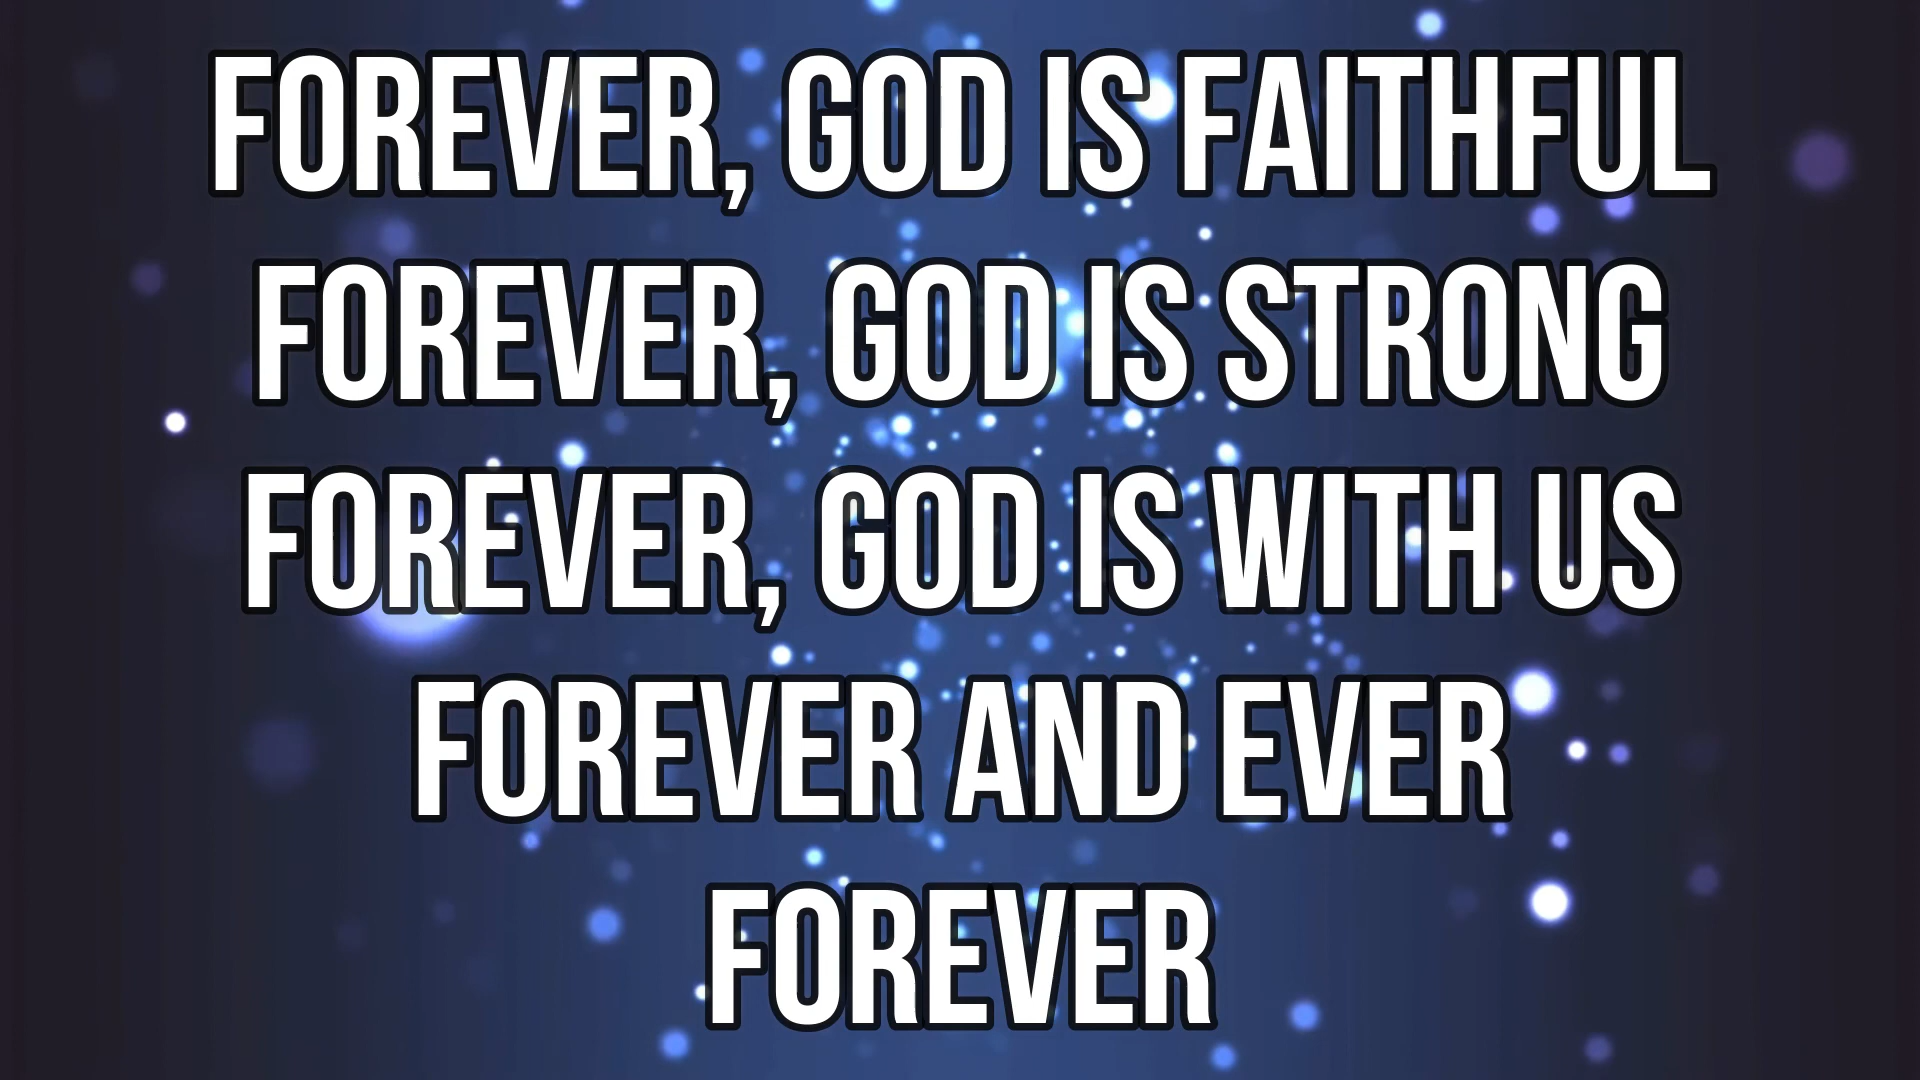 FOREVER, GOD IS FAITHFUL
FOREVER, GOD IS STRONG
FOREVER, GOD IS WITH US
FOREVER AND EVER
FOREVER